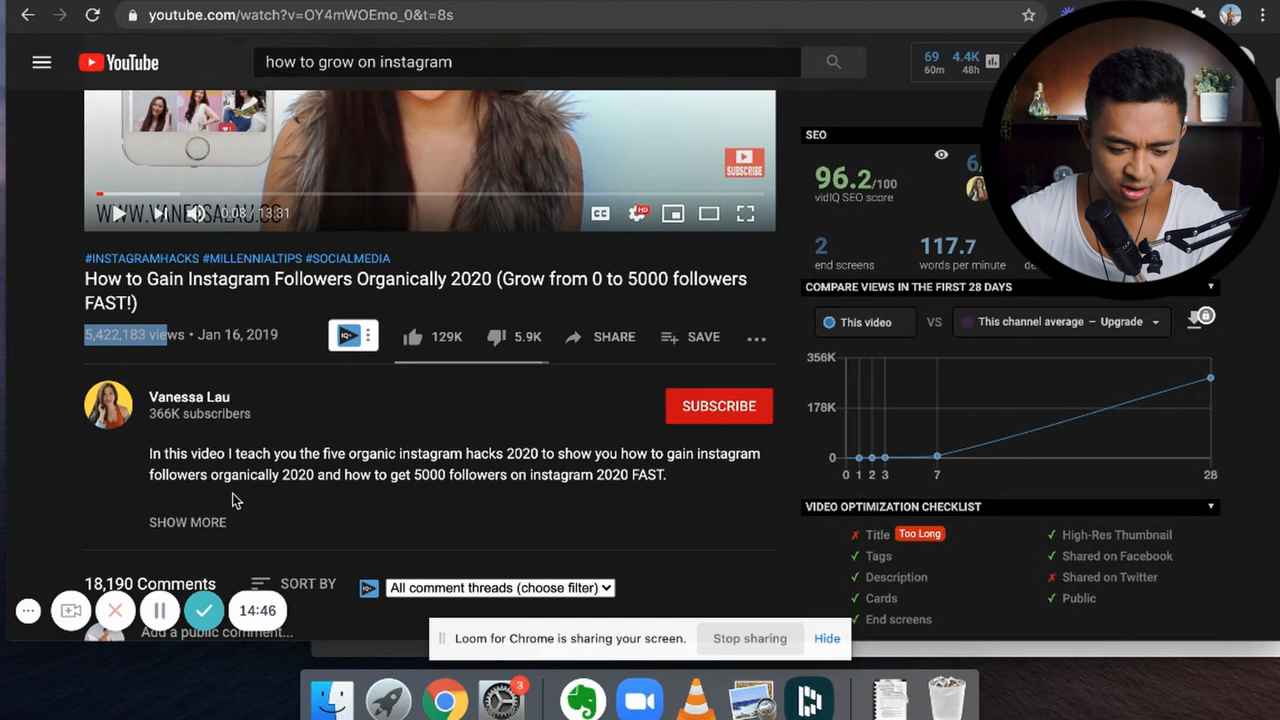 youtube.com/watch?v=OY4mWOEmo_0&t=8s
YouTube
how to grow on instagram
69
60m
4.4K
48h
SUBSCRIBE
WWW.VANESSALAU.CO
0:08 / 13:31
CC
HD
#INSTAGRAMHACKS #MILLENNIALTIPS #SOCIALMEDIA
How to Gain Instagram Followers Organically 2020 (Grow from 0 to 5000 followers
FAST!)
5,422,183 views • Jan 16, 2019
129K
5.9K
SHARE
SAVE
Vanessa Lau
366K subscribers
SUBSCRIBE
In this video I teach you the five organic instagram hacks 2020 to show you how to gain instagram
followers organically 2020 and how to get 5000 followers on instagram 2020 FAST.
SHOW MORE
18,190 Comments
SORT BY
All comment threads (choose filter)
Add a public comment...
14:46
SEO
96.2/100
vidIQ SEO score
2
end screens
117.7
words per minute
COMPARE VIEWS IN THE FIRST 28 DAYS
This video
VS
This channel average – Upgrade
356K
178K
0
0 1 2 3 7 28
VIDEO OPTIMIZATION CHECKLIST
Title Too Long
Tags
Description
Cards
End screens
High-Res Thumbnail
Shared on Facebook
Shared on Twitter
Public
Loom for Chrome is sharing your screen.
Stop sharing
Hide
3